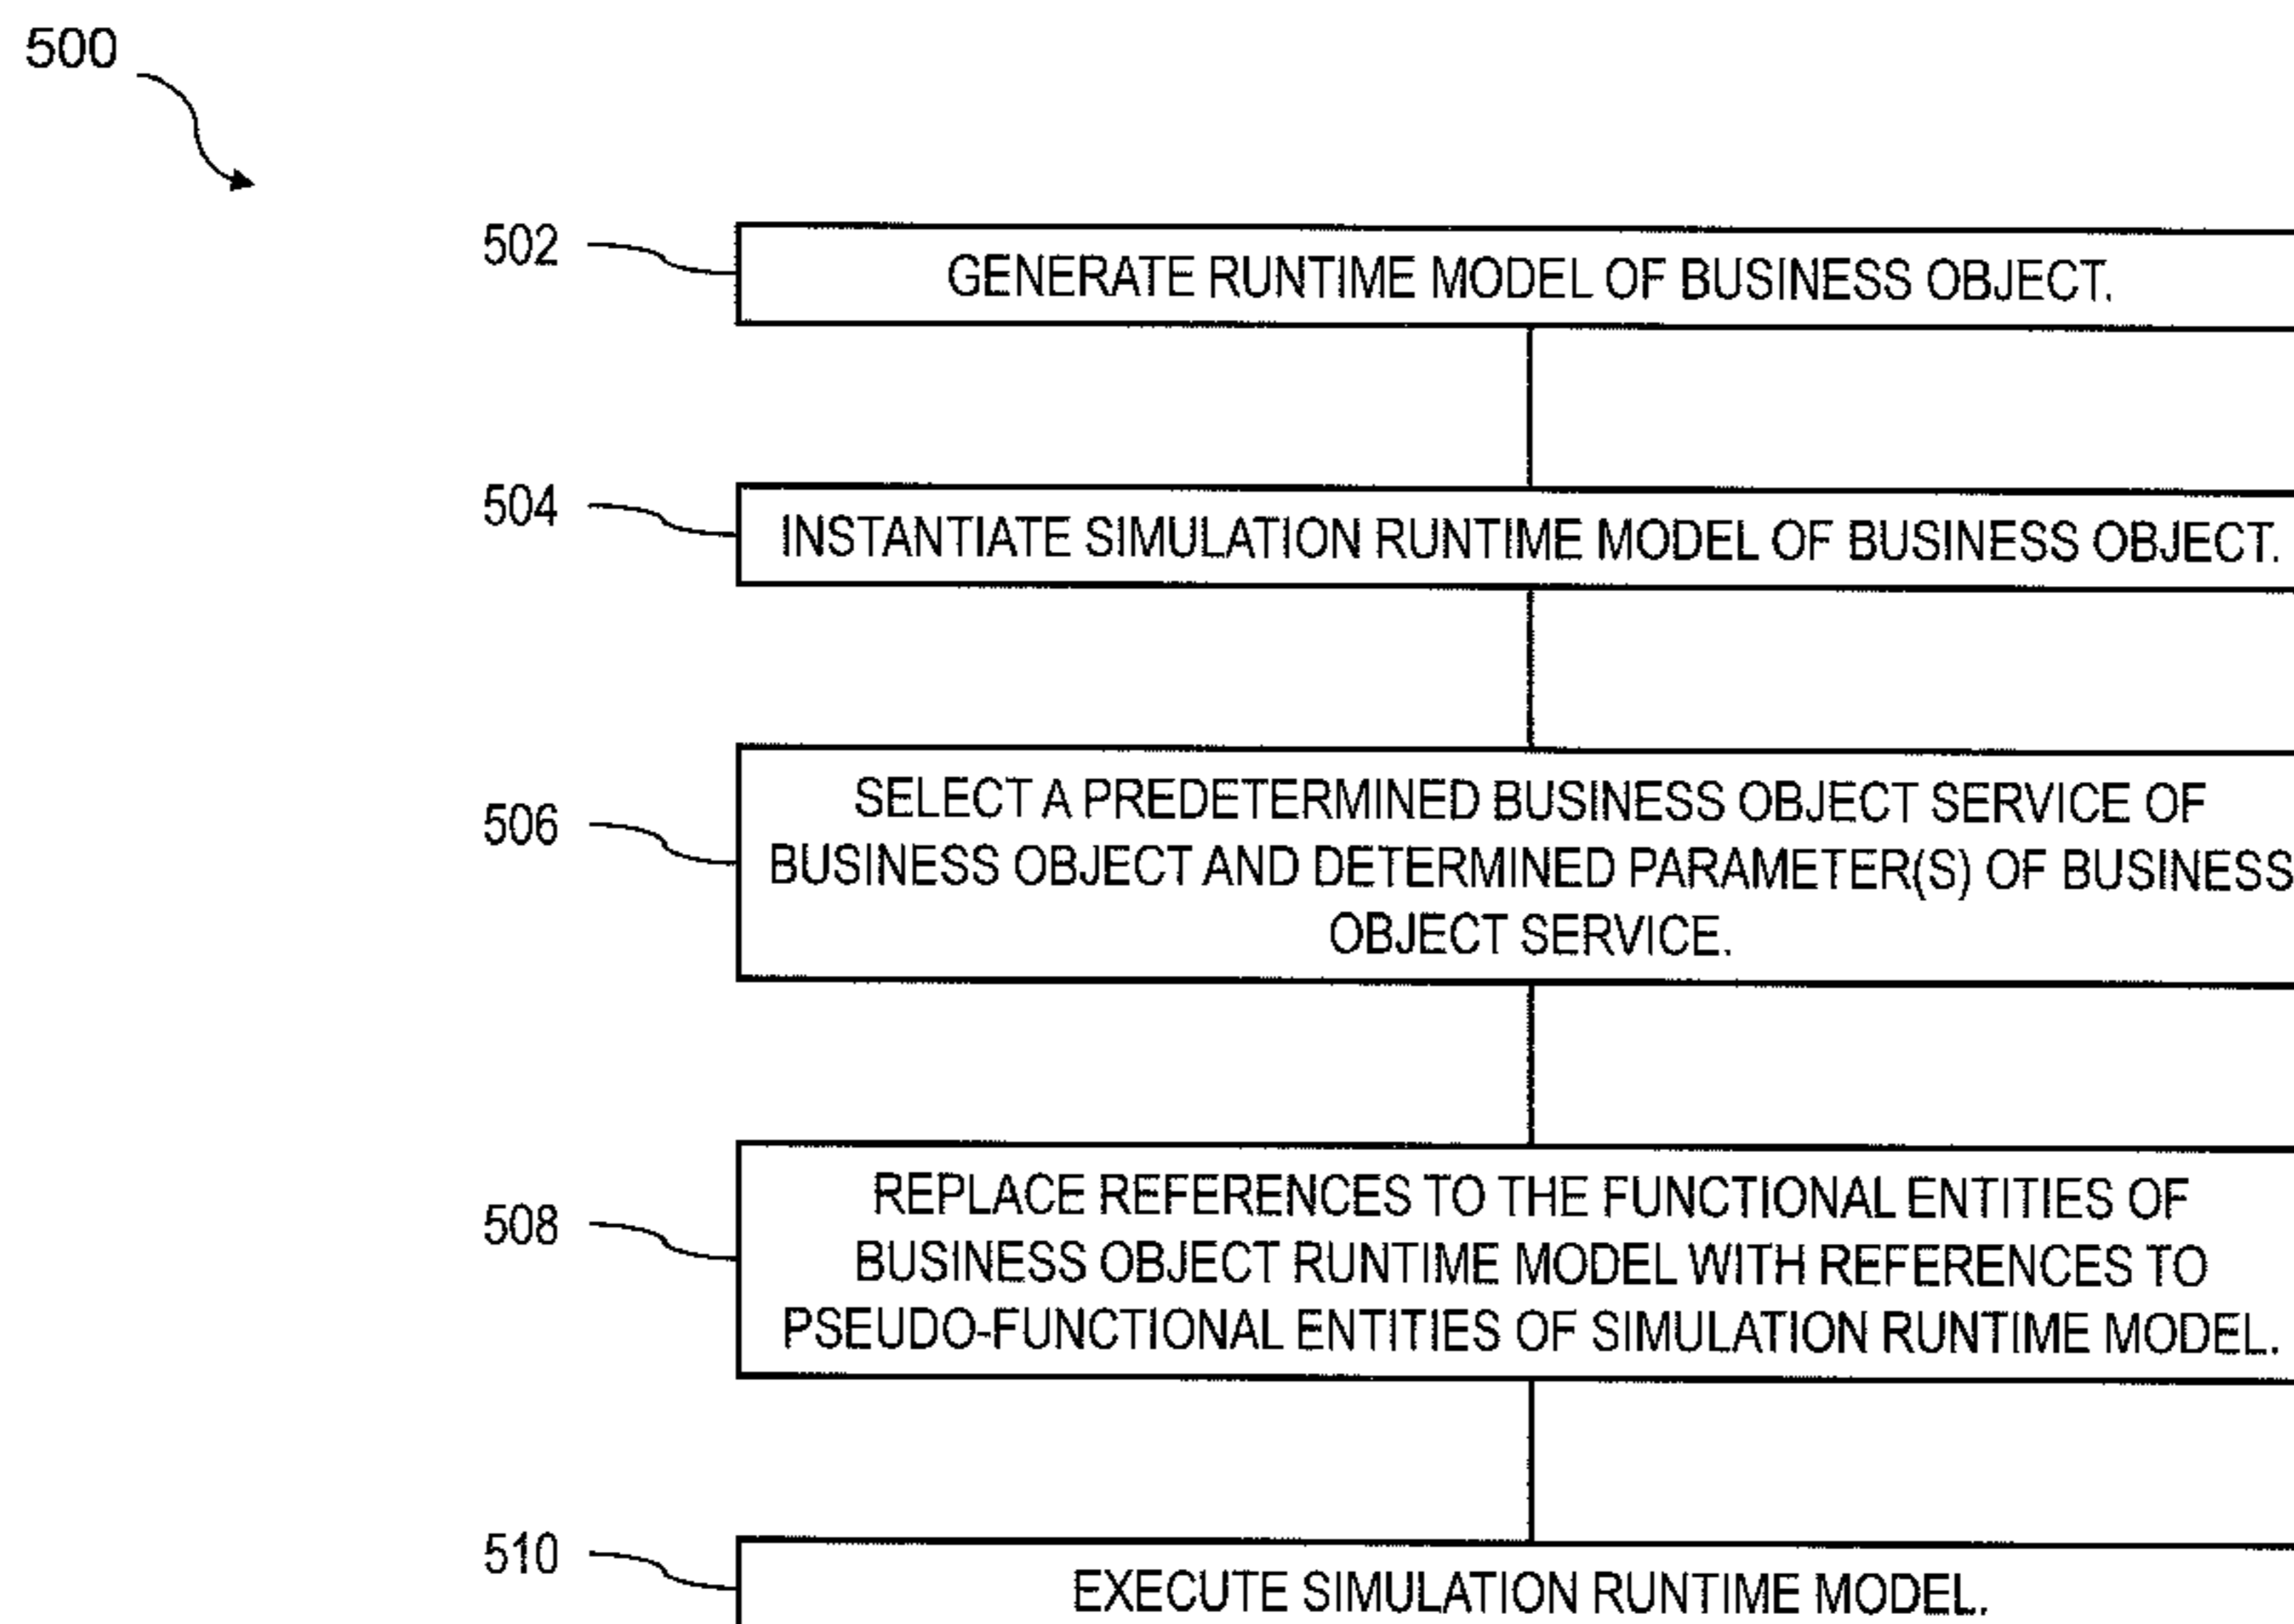 500
502
GENERATE RUNTIME MODEL OF BUSINESS OBJECT.
504
INSTANTIATE SIMULATION RUNTIME MODEL OF BUSINESS OBJECT.
506
SELECT A PREDETERMINED BUSINESS OBJECT SERVICE OF
BUSINESS OBJECT AND DETERMINED PARAMETER(S) OF BUSINESS
OBJECT SERVICE.
508
REPLACE REFERENCES TO THE FUNCTIONAL ENTITIES OF
BUSINESS OBJECT RUNTIME MODEL WITH REFERENCES TO
PSEUDO-FUNCTIONAL ENTITIES OF SIMULATION RUNTIME MODEL.
510
EXECUTE SIMULATION RUNTIME MODEL.